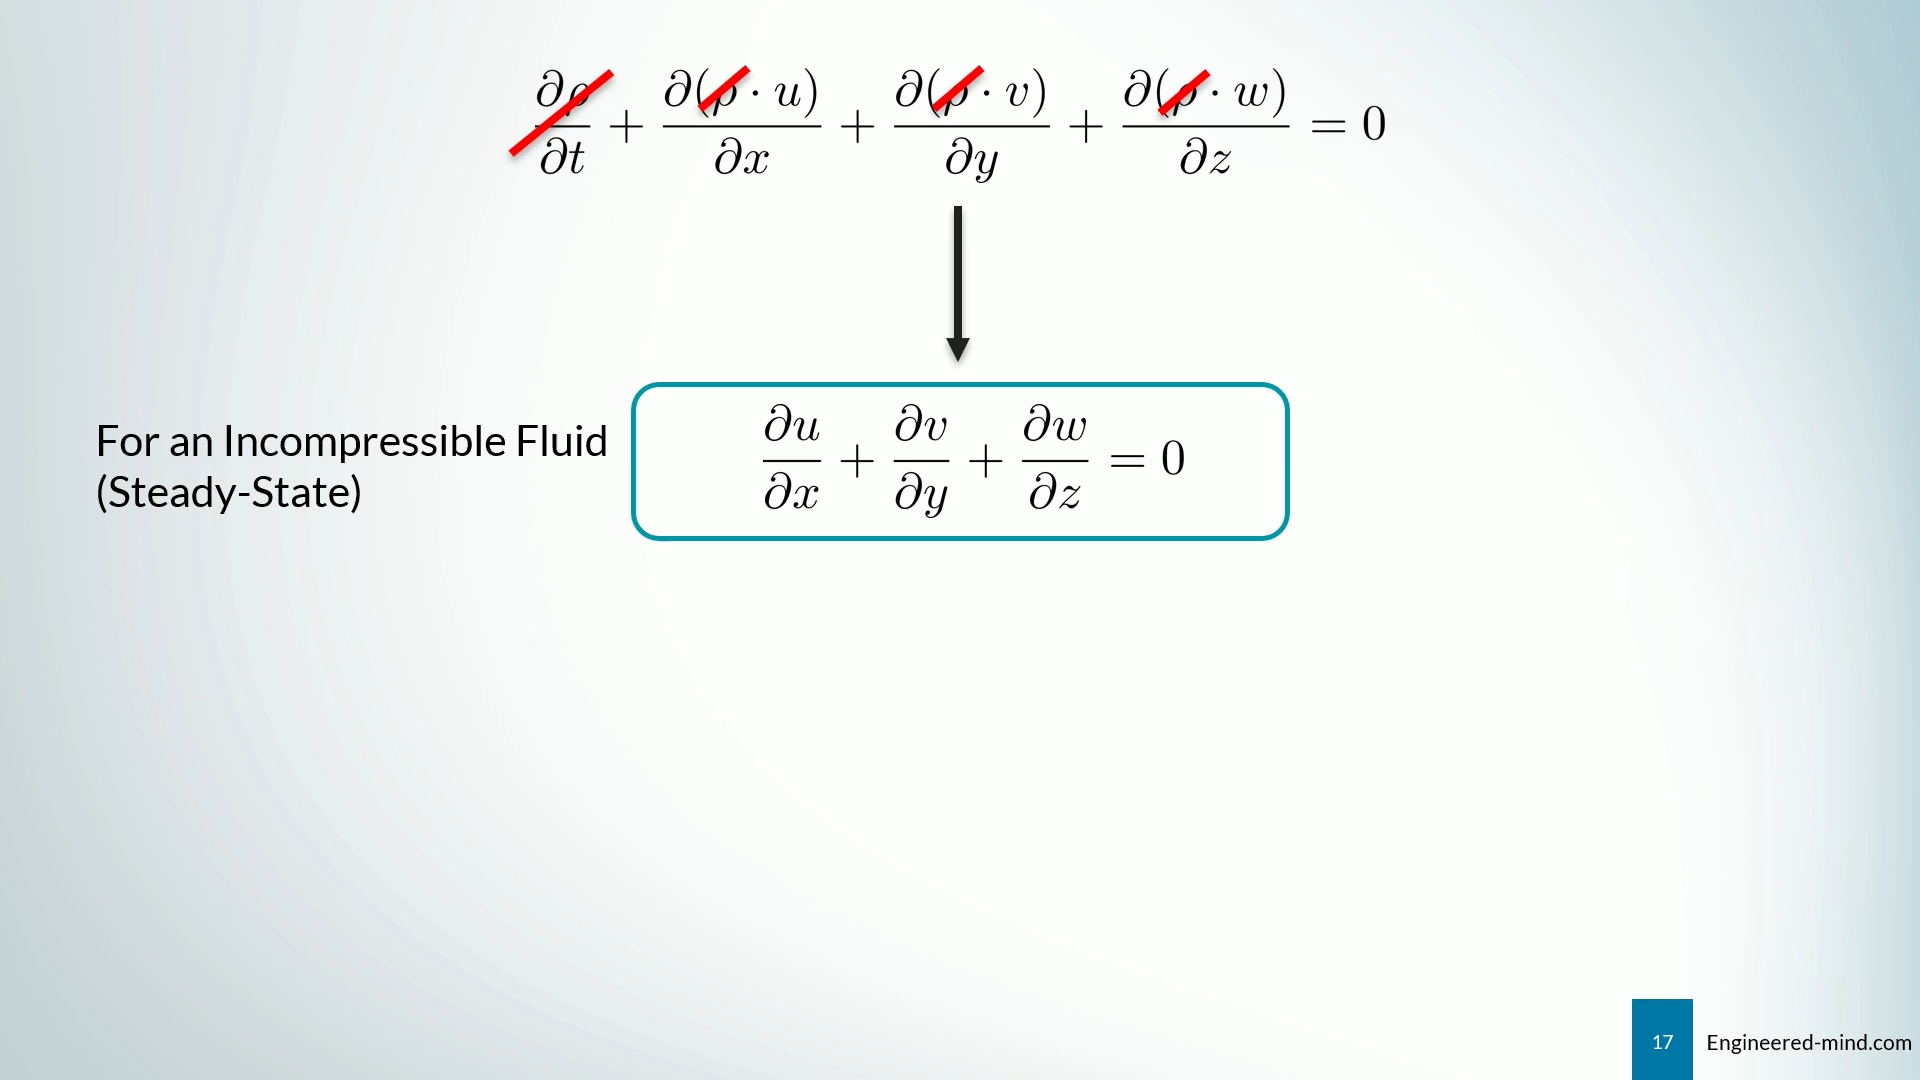 ∂ρ/∂t + ∂(ρ · u)/∂x + ∂(ρ · v)/∂y + ∂(ρ · w)/∂z = 0
For an Incompressible Fluid
(Steady-State)
∂u/∂x + ∂v/∂y + ∂w/∂z = 0
17 Engineered-mind.com